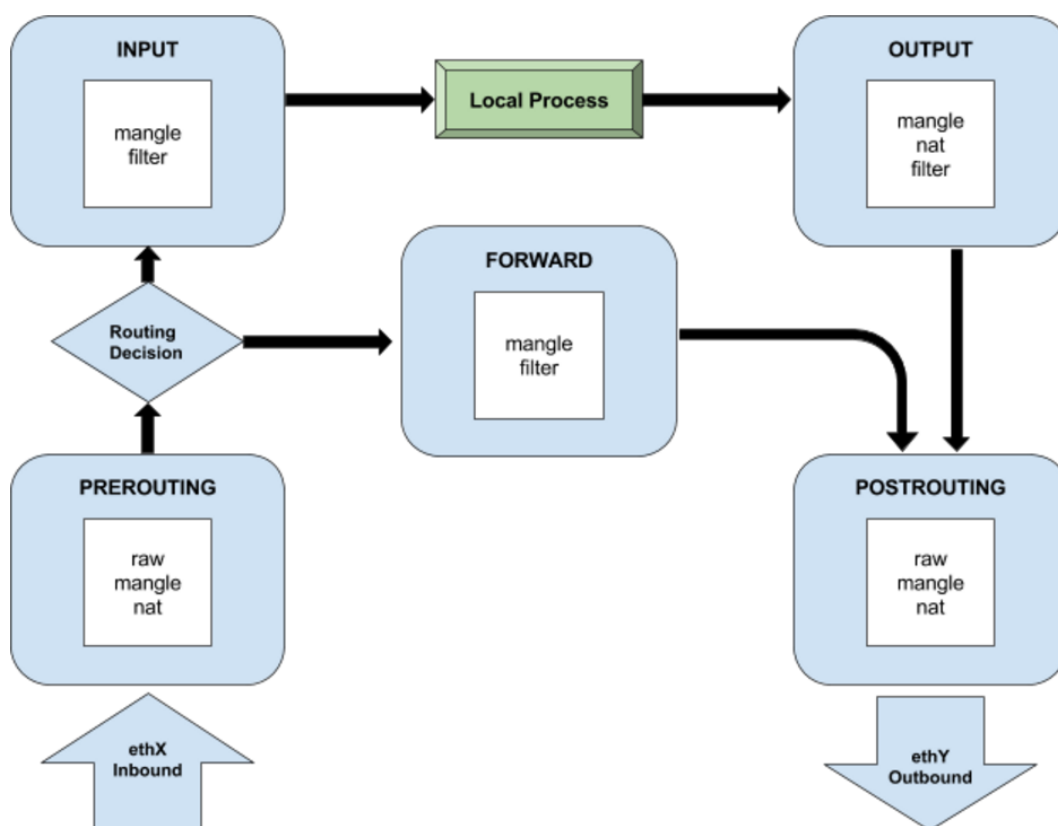 INPUT
mangle
filter
Local Process
OUTPUT
mangle
nat
filter
Routing
Decision
FORWARD
mangle
filter
PREROUTING
raw
mangle
nat
POSTROUTING
raw
mangle
nat
ethX
Inbound
ethY
Outbound